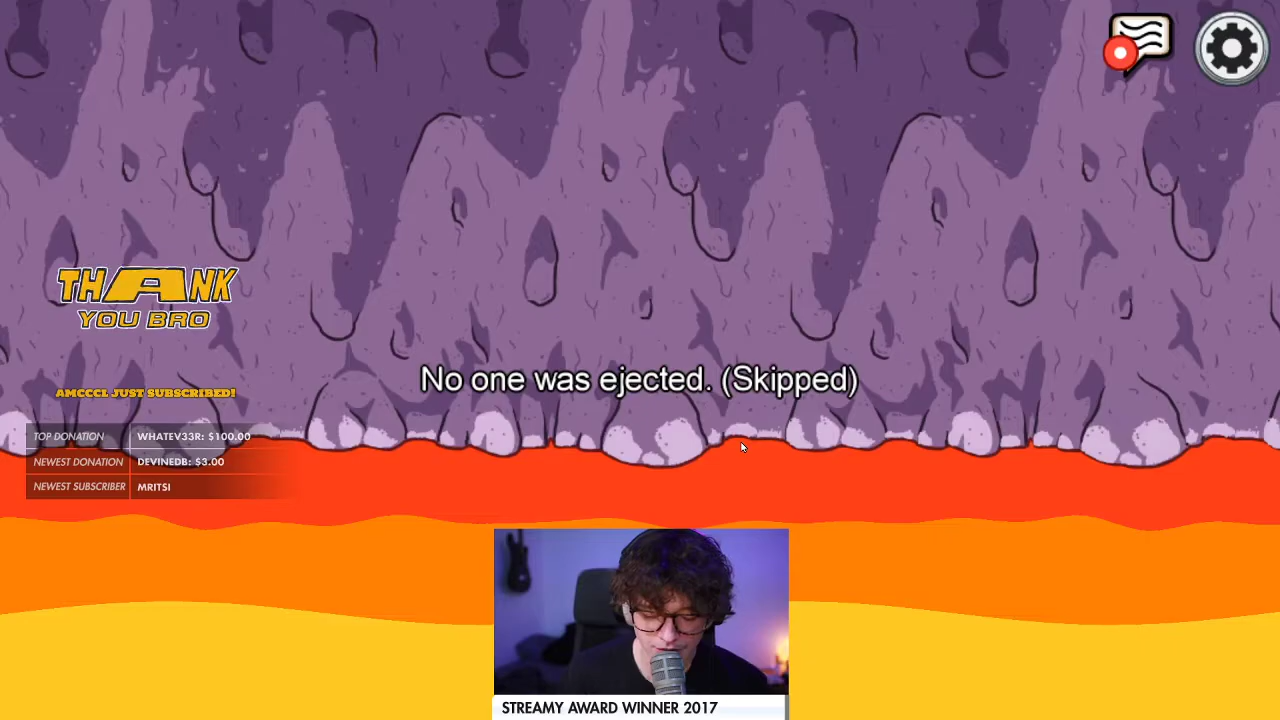 THANK
YOU BRO
No one was ejected. (Skipped)
AMCCCL JUST SUBSCRIBED!
TOP DONATION WHATEV33R: $100.00
NEWEST DONATION DEVINEDB: $3.00
NEWEST SUBSCRIBER MRITSI
STREAMY AWARD WINNER 2017